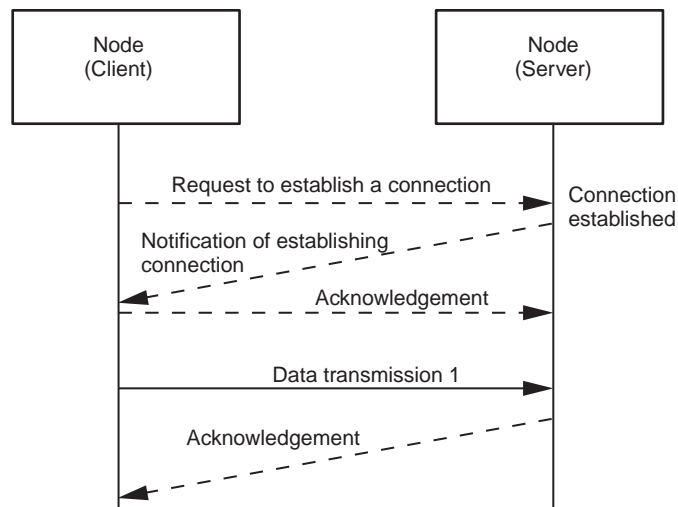 Node
(Client)
Node
(Server)
Request to establish a connection
Connection
established
Notification of establishing
connection
Acknowledgement
Data transmission 1
Acknowledgement